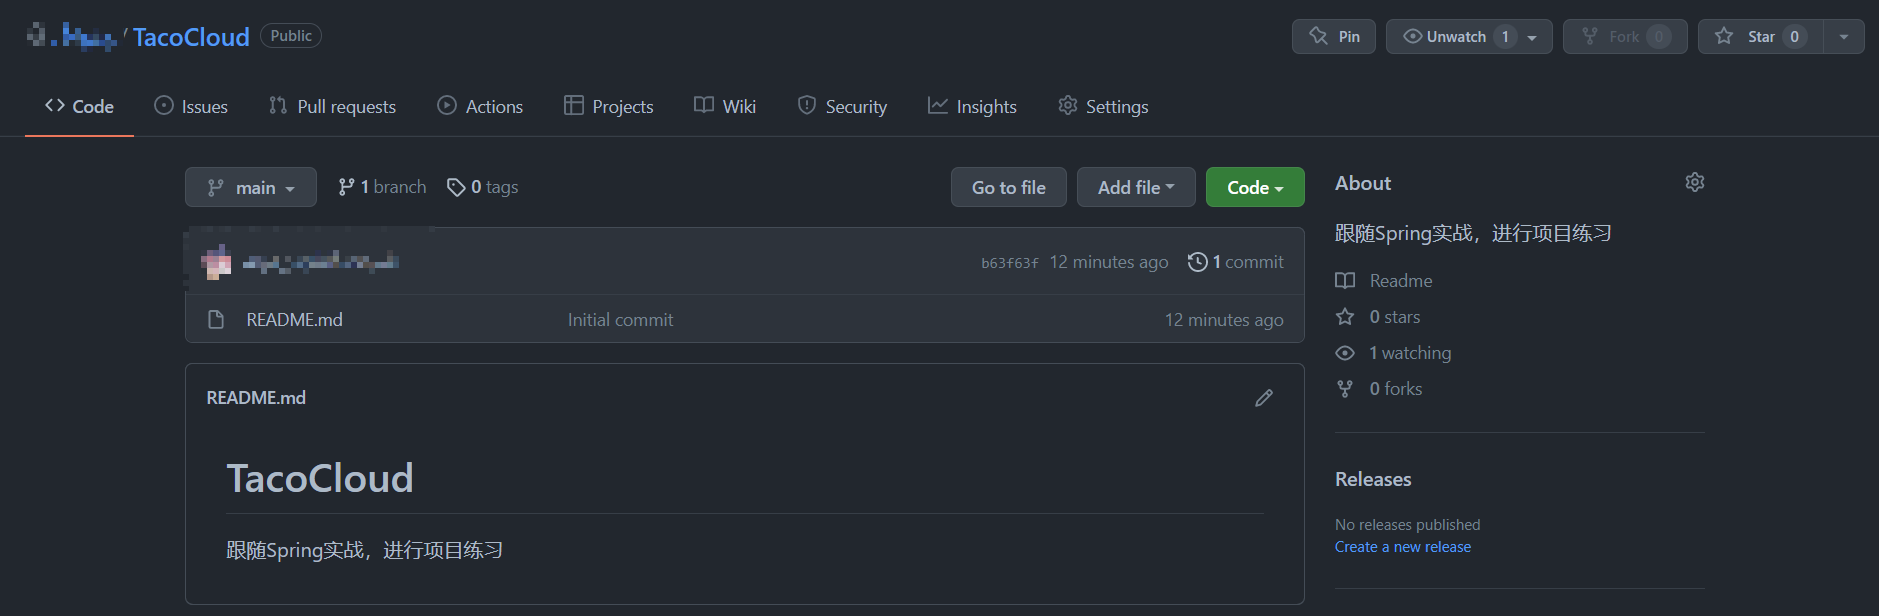 / TacoCloud Public
Pin Unwatch 1 Fork 0 Star 0
Code Issues Pull requests Actions Projects Wiki Security Insights Settings
main 1 branch 0 tags Go to file Add file Code
b63f63f 12 minutes ago 1 commit
README.md Initial commit 12 minutes ago
README.md
TacoCloud
跟随Spring实战，进行项目练习
About
跟随Spring实战，进行项目练习
Readme
0 stars
1 watching
0 forks
Releases
No releases published
Create a new release